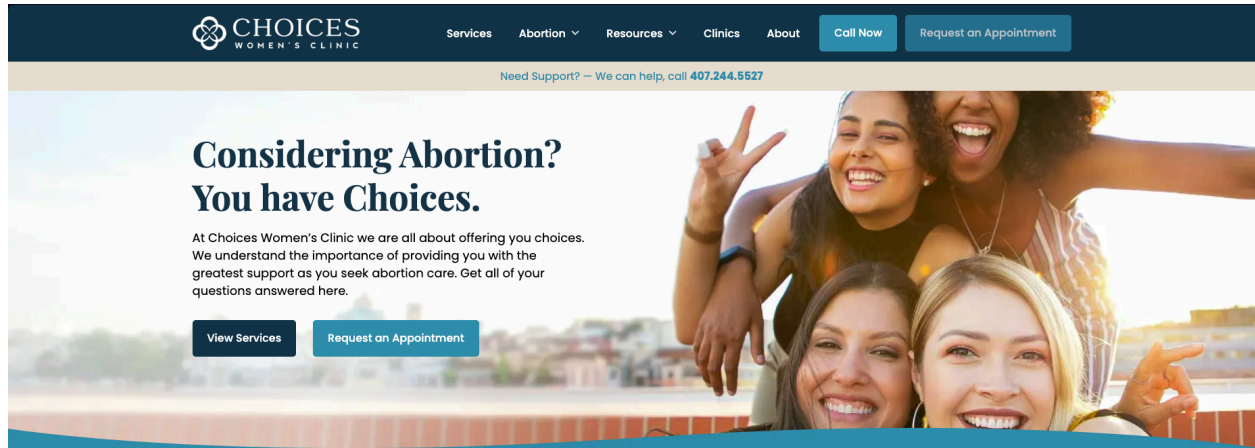 CHOICES
WOMEN'S CLINIC
Services
Abortion
Resources
Clinics
About
Call Now
Request an Appointment
Need Support? — We can help, call 407.244.5527
Considering Abortion?
You have Choices.
At Choices Women's Clinic we are all about offering you choices.
We understand the importance of providing you with the
greatest support as you seek abortion care. Get all of your
questions answered here.
View Services
Request an Appointment